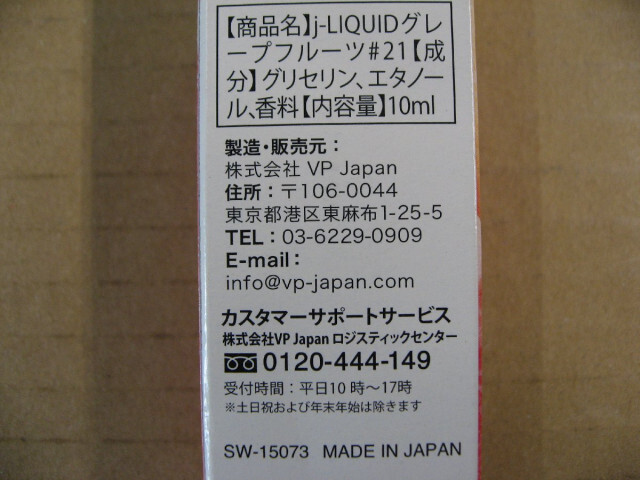 【商品名】j-LIQUIDグレ
ープフルーツ#21【成
分】グリセリン、エタノー
ル、香料【内容量】10ml
製造・販売元：
株式会社 VP Japan
住所：〒106-0044
東京都港区東麻布1-25-5
TEL：03-6229-0909
E-mail：
info@vp-japan.com
カスタマーサポートサービス
株式会社VP Japan ロジスティックセンター
0120-444-149
受付時間：平日10時〜17時
※土日祝および年末年始は除きます
SW-15073 MADE IN JAPAN